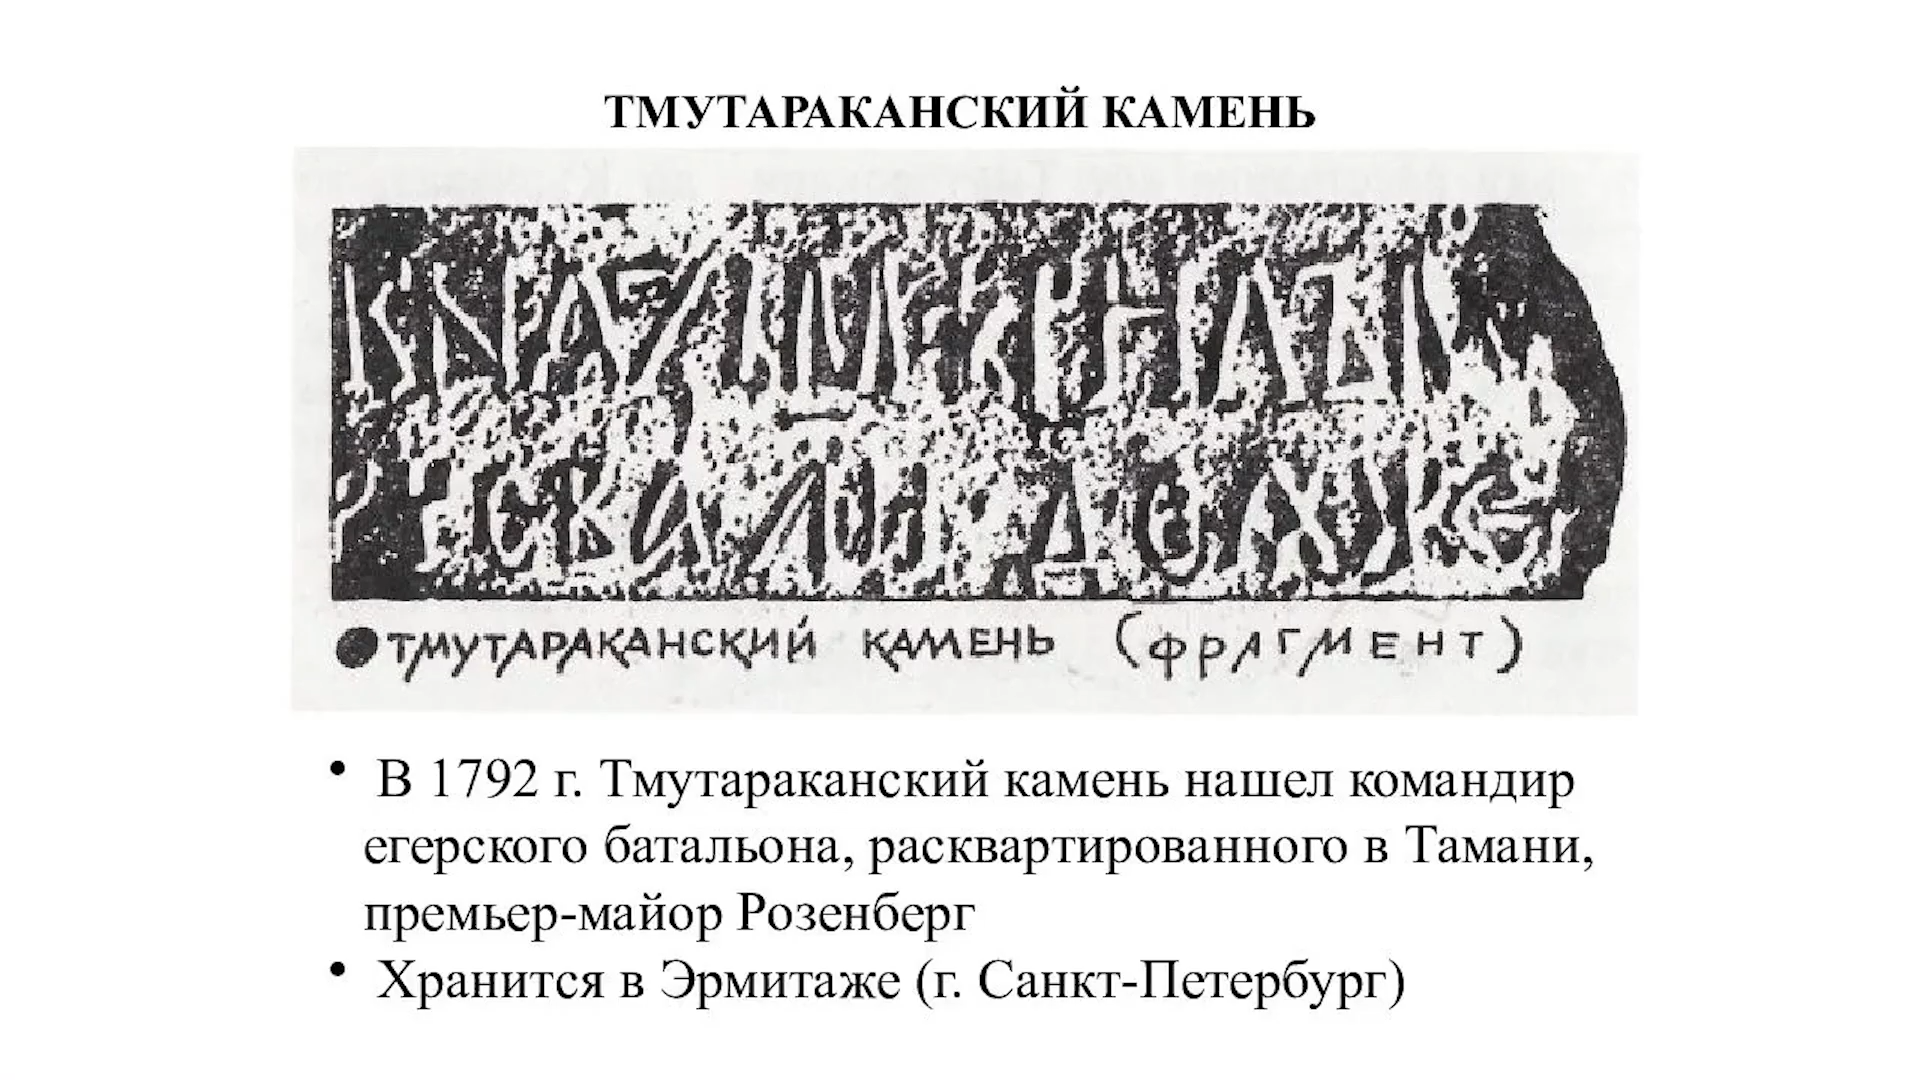 ТМУТАРАКАНСКИЙ КАМЕНЬ
ТМУТАРАКАНСКИЙ КАМЕНЬ (ФРАГМЕНТ)
• В 1792 г. Тмутараканский камень нашел командир
егерского батальона, расквартированного в Тамани,
премьер-майор Розенберг
• Хранится в Эрмитаже (г. Санкт-Петербург)